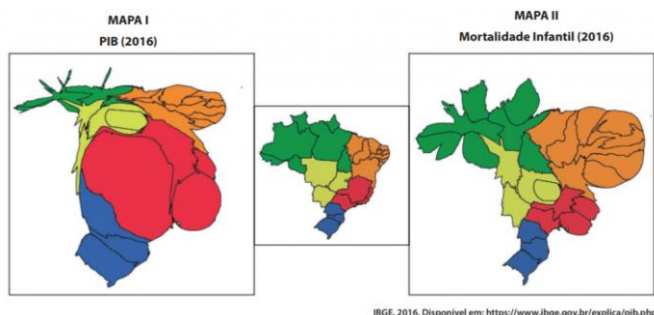 MAPA I
PIB (2016)
MAPA II
Mortalidade Infantil (2016)
IBGE, 2016. Disponível em: https://www.ibge.gov.br/explica/pib.php